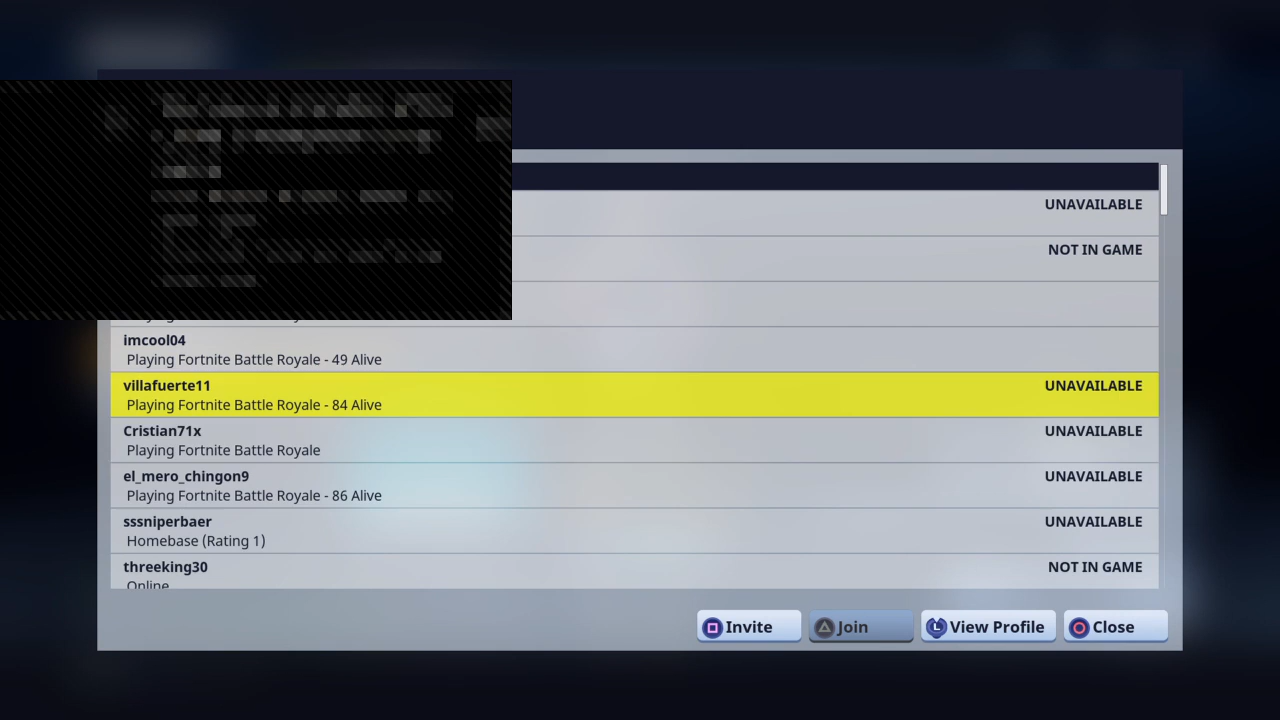 UNAVAILABLE
NOT IN GAME
imcool04
Playing Fortnite Battle Royale - 49 Alive
villafuerte11
UNAVAILABLE
Playing Fortnite Battle Royale - 84 Alive
Cristian71x
UNAVAILABLE
Playing Fortnite Battle Royale
el_mero_chingon9
UNAVAILABLE
Playing Fortnite Battle Royale - 86 Alive
sssniperbaer
UNAVAILABLE
Homebase (Rating 1)
threeking30
NOT IN GAME
Online
Invite
Join
View Profile
Close